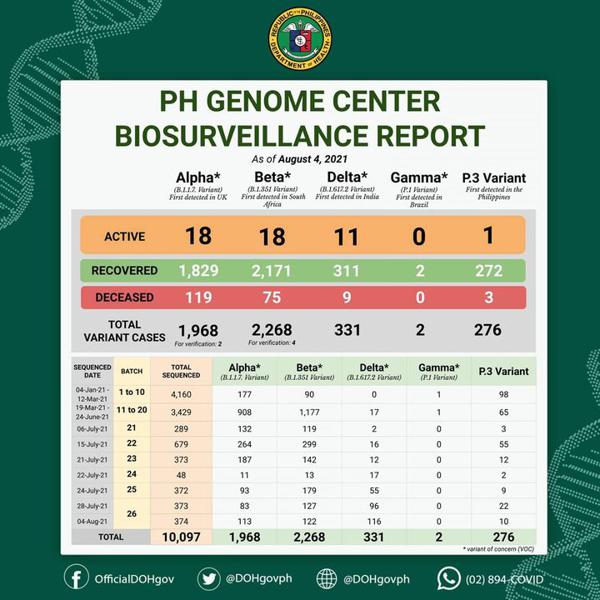 REPUBLIC OF THE PHILIPPINES
DEPARTMENT OF HEALTH
PH GENOME CENTER
BIOSURVEILLANCE REPORT
As of August 4, 2021
Alpha* Beta* Delta* Gamma* P.3 Variant
(B.1.1.7. Variant) (B.1.351 Variant) (B.1.617.2 Variant) (P.1 Variant) First detected in the
First detected in UK First detected in South First detected in India First detected in Philippines
Africa Brazil
ACTIVE 18 18 11 0 1
RECOVERED 1,829 2,171 311 2 272
DECEASED 119 75 9 0 3
TOTAL
VARIANT CASES 1,968 2,268 331 2 276
For verification: 2 For verification: 4
SEQUENCED DATE BATCH TOTAL SEQUENCED Alpha* Beta* Delta* Gamma* P.3 Variant
(B.1.1.7. Variant) (B.1.351 Variant) (B.1.617.2 Variant) (P.1 Variant)
04-Jan-21 - 12-Mar-21 1 to 10 4,160 177 90 0 1 98
19-Mar-21 - 24-June-21 11 to 20 3,429 908 1,177 17 1 65
06-July-21 21 289 132 119 2 0 3
15-July-21 22 679 264 299 16 0 55
21-July-21 23 373 187 142 12 0 12
22-July-21 24 48 11 13 17 0 2
24-July-21 25 372 93 179 55 0 9
28-July-21 26 373 83 127 96 0 22
04-Aug-21 374 113 122 116 0 10
TOTAL 10,097 1,968 2,268 331 2 276
* variant of concern (VOC)
OfficialDOHgov @DOHgovph @DOHgovph (02) 894-COVID